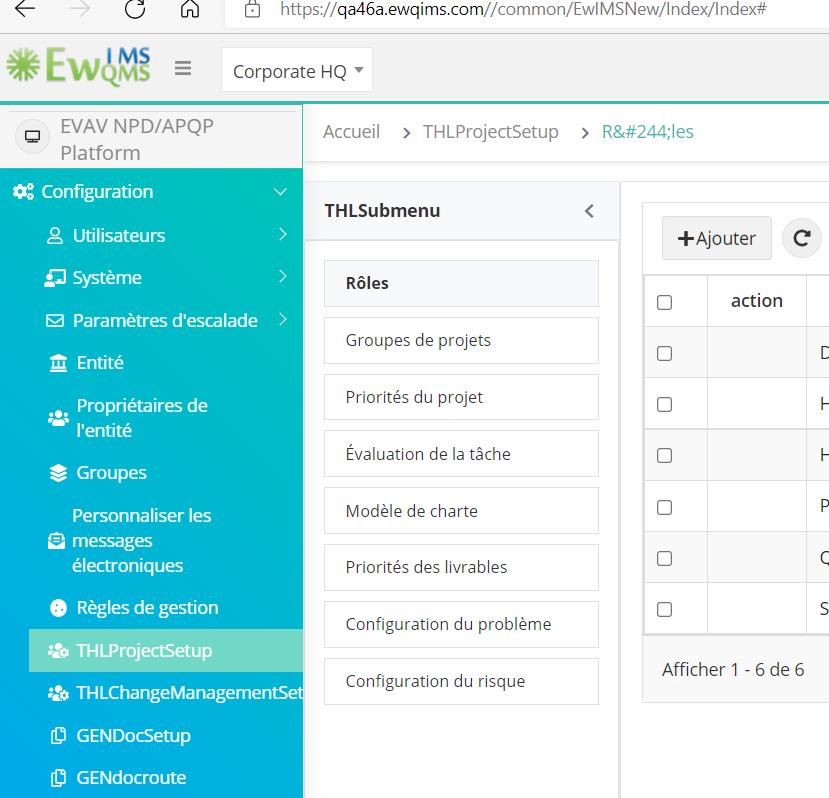 https://qa46a.ewqims.com//common/EwIMSNew/Index/Index#
EwIMS
QMS
Corporate HQ
EVAV NPD/APQP
Platform
Accueil > THLProjectSetup > R&#244;les
Configuration
Utilisateurs
Système
Paramètres d'escalade
Entité
Propriétaires de
l'entité
Groupes
Personnaliser les
messages
électroniques
Règles de gestion
THLProjectSetup
THLChangeManagementSet
GENDocSetup
GENdocroute
THLSubmenu
Rôles
Groupes de projets
Priorités du projet
Évaluation de la tâche
Modèle de charte
Priorités des livrables
Configuration du problème
Configuration du risque
+Ajouter
action
D
H
H
P
Q
S
Afficher 1 - 6 de 6